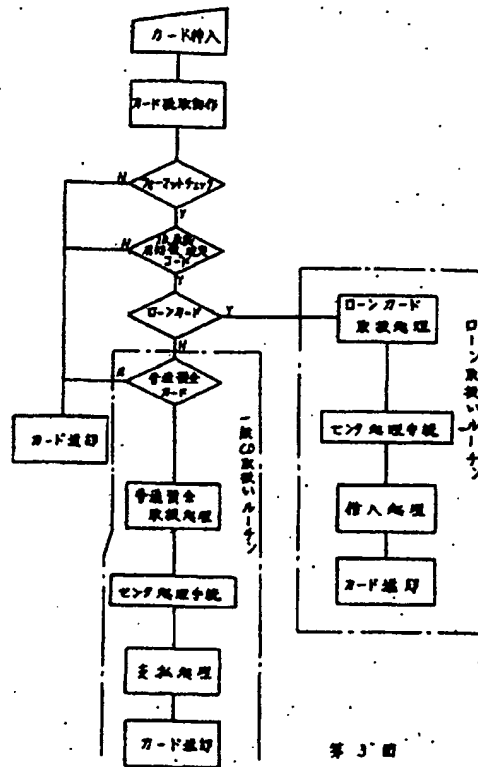 カード挿入
カード読取動作
N
フォーマットチェック
Y
N
コード
Y
ローンカード
Y
N
N
普通預金
カード
カード返却
一般CD取扱いルーチン
普通預金
取扱処理
センタ処理手続
支払処理
カード返却
ローンカード
取扱処理
ローン取扱いルーチン
センタ処理手続
借入処理
カード返却
第3図